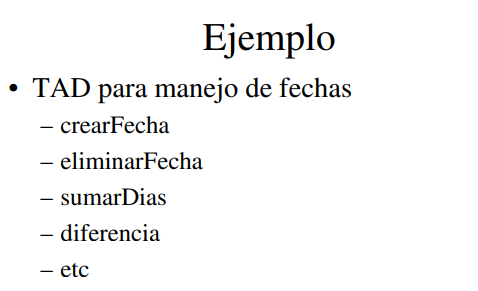 Ejemplo
• TAD para manejo de fechas
– crearFecha
– eliminarFecha
– sumarDias
– diferencia
– etc